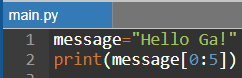 main.py
1 message="Hello Ga!"
2 print(message[0:5])